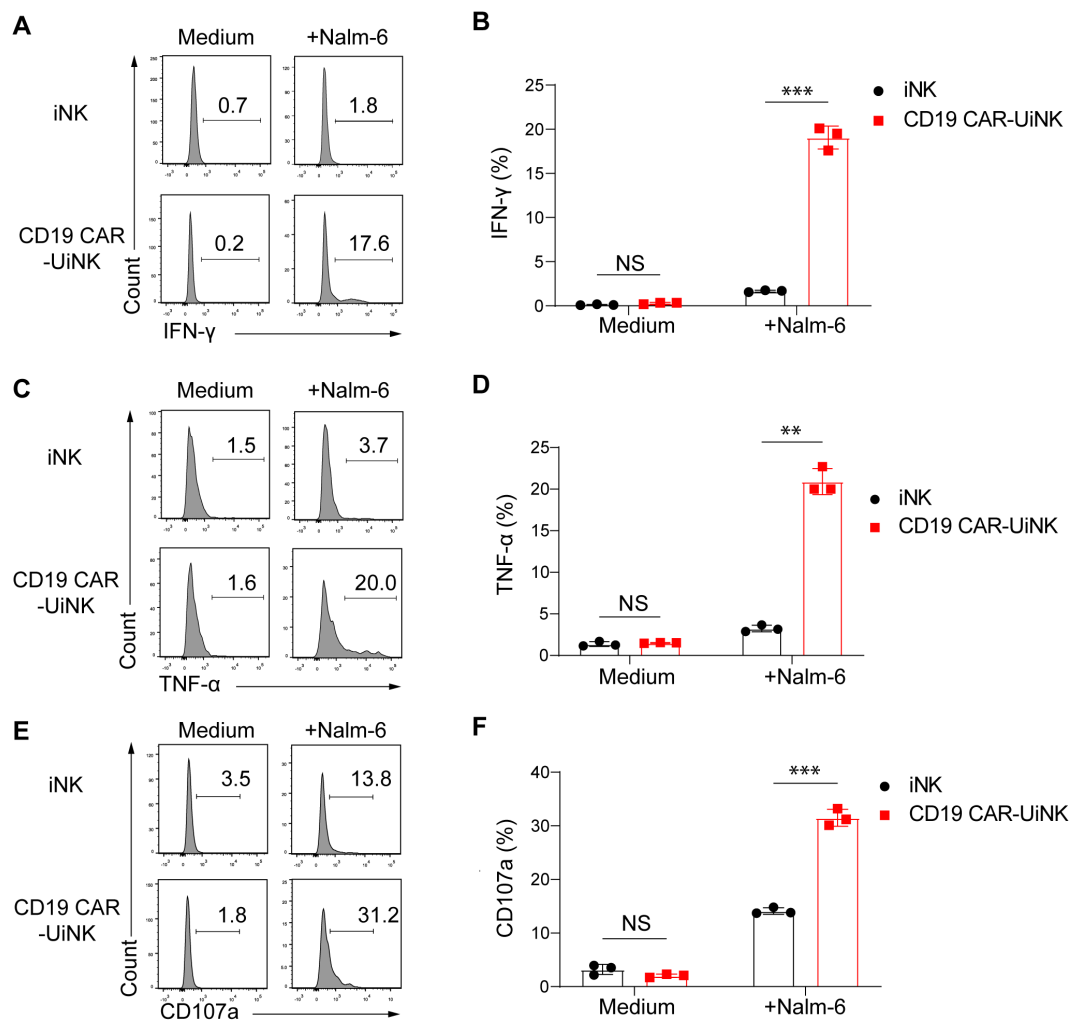 A
Medium
+Nalm-6
iNK
0.7
1.8
CD19 CAR
-UiNK
0.2
17.6
Count
IFN-γ
B
IFN-γ (%)
25
20
15
10
5
0
NS
***
Medium
+Nalm-6
iNK
CD19 CAR-UiNK
C
Medium
+Nalm-6
iNK
1.5
3.7
CD19 CAR
-UiNK
1.6
20.0
Count
TNF-α
D
TNF-α (%)
25
20
15
10
5
0
NS
**
Medium
+Nalm-6
iNK
CD19 CAR-UiNK
E
Medium
+Nalm-6
iNK
3.5
13.8
CD19 CAR
-UiNK
1.8
31.2
Count
CD107a
F
CD107a (%)
40
30
20
10
0
NS
***
Medium
+Nalm-6
iNK
CD19 CAR-UiNK